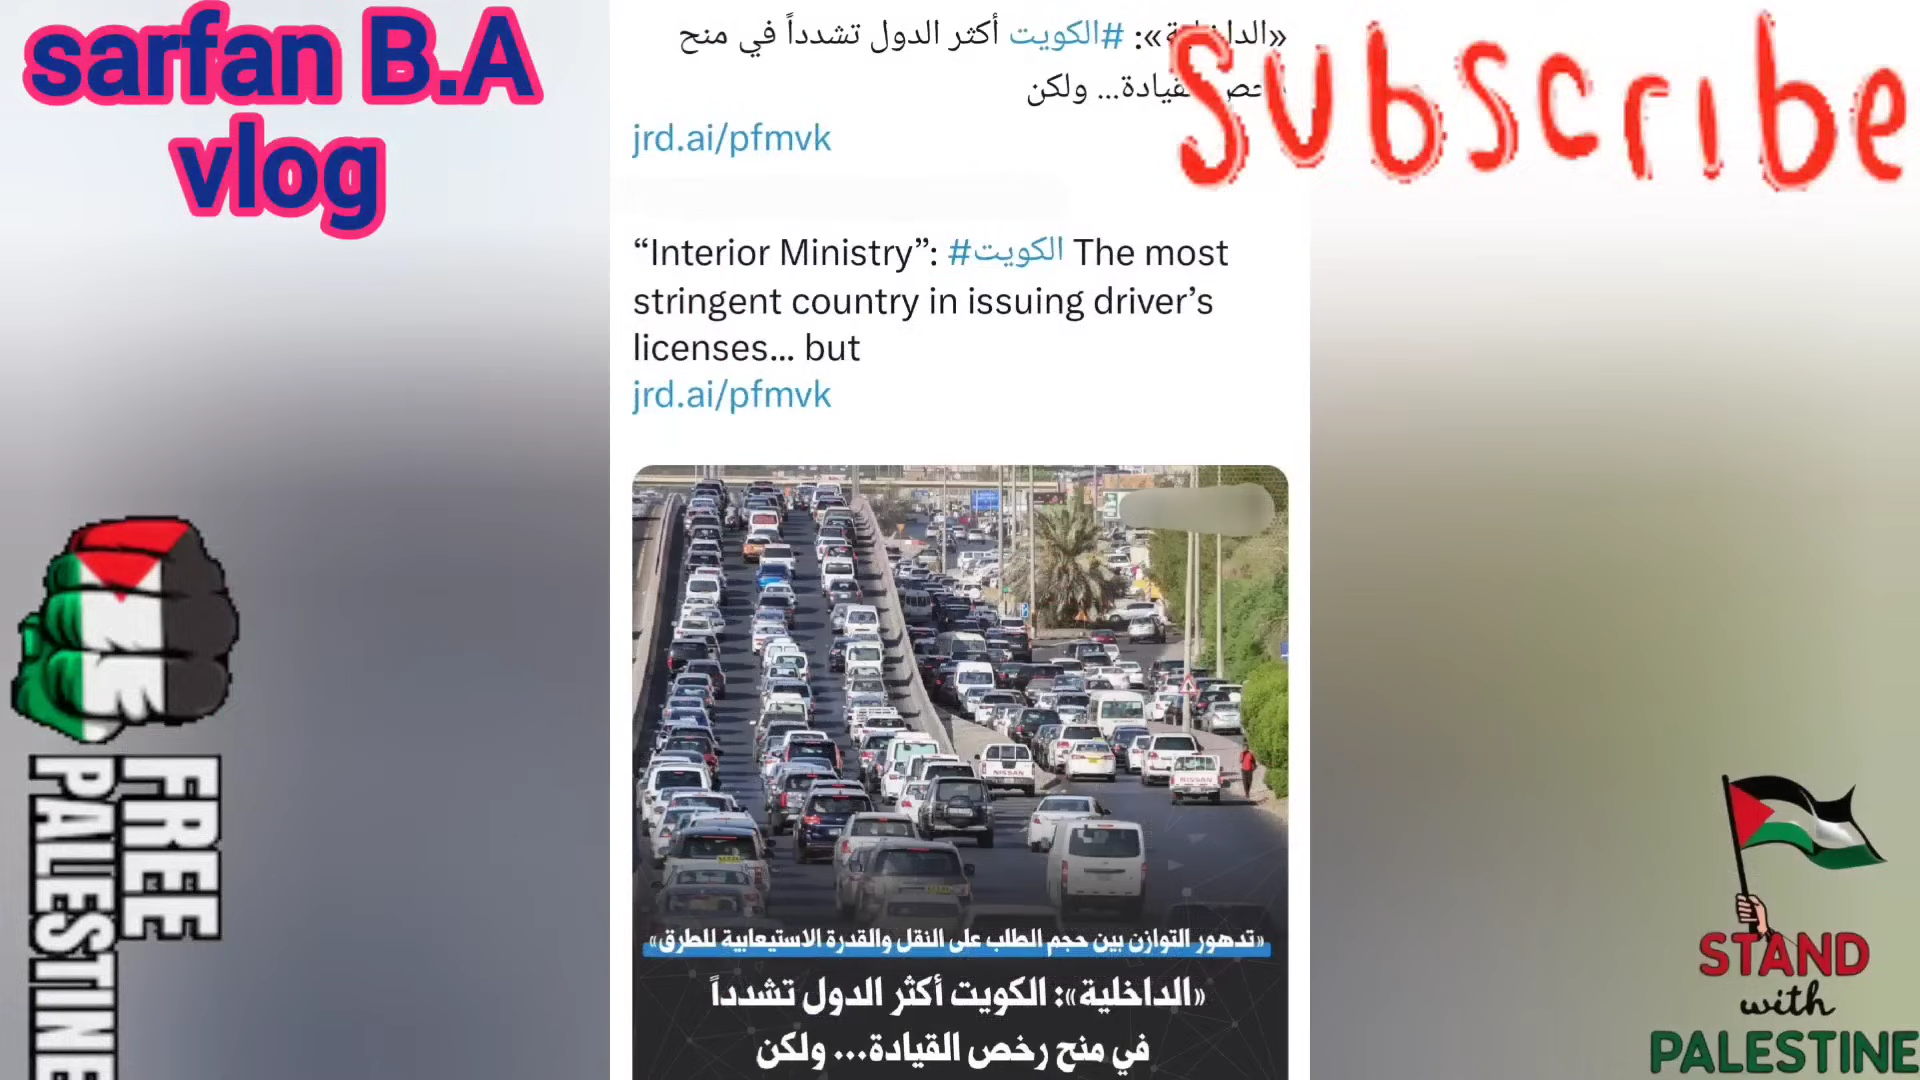 sarfan B.A
vlog
subscribe
#الكويت أكثر الدول تشدداً في منح
... ولكن
jrd.ai/pfmvk
“Interior Ministry”: #الكويت The most
stringent country in issuing driver’s
licenses... but
jrd.ai/pfmvk
NISSAN
NISSAN
«تدهور التوازن بين حجم الطلب على النقل والقدرة الاستيعابية للطرق»
«الداخلية»: الكويت أكثر الدول تشدداً
في منح رخص القيادة... ولكن
FREE
PALESTINE
STAND
with
PALESTINE